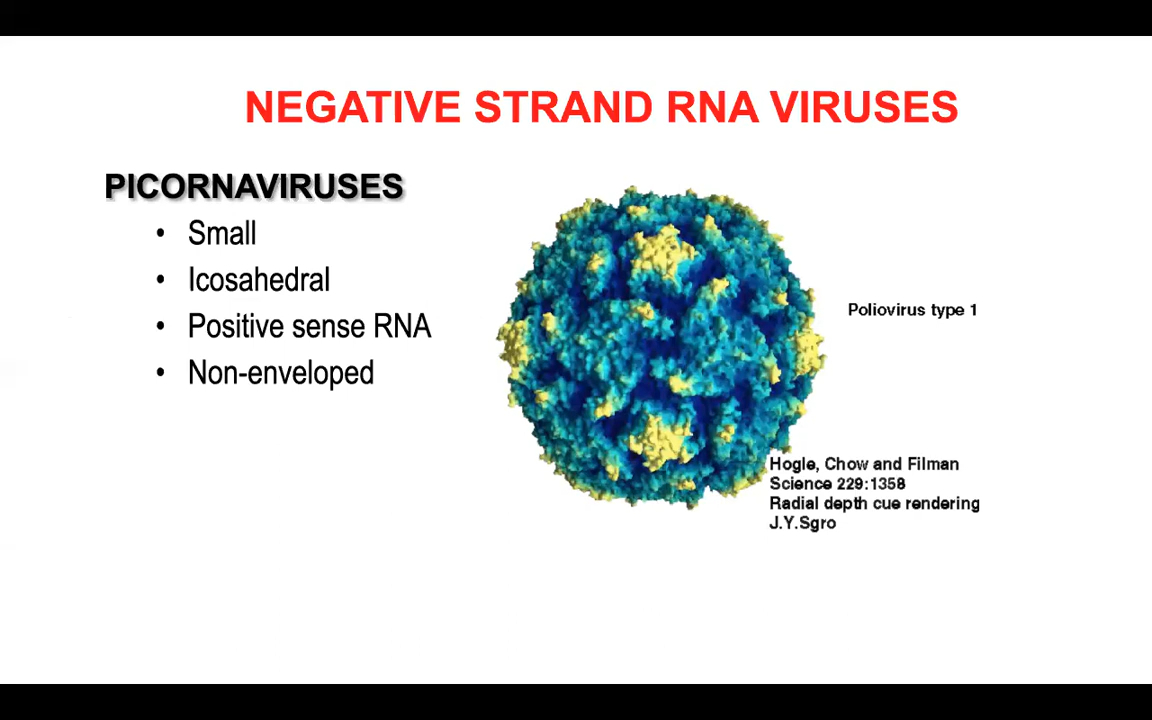 NEGATIVE STRAND RNA VIRUSES
PICORNAVIRUSES
• Small
• Icosahedral
• Positive sense RNA
• Non-enveloped
Poliovirus type 1
Hogle, Chow and Filman
Science 229:1358
Radial depth cue rendering
J.Y.Sgro